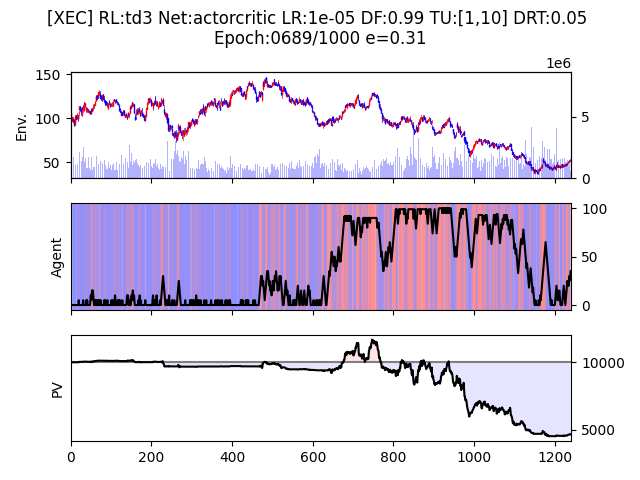 [XEC] RL:td3 Net:actorcritic LR:1e-05 DF:0.99 TU:[1,10] DRT:0.05
Epoch:0689/1000 e=0.31
1e6
150
100
50
Env.
5
0
Agent
100
50
0
PV
10000
5000
0 200 400 600 800 1000 1200